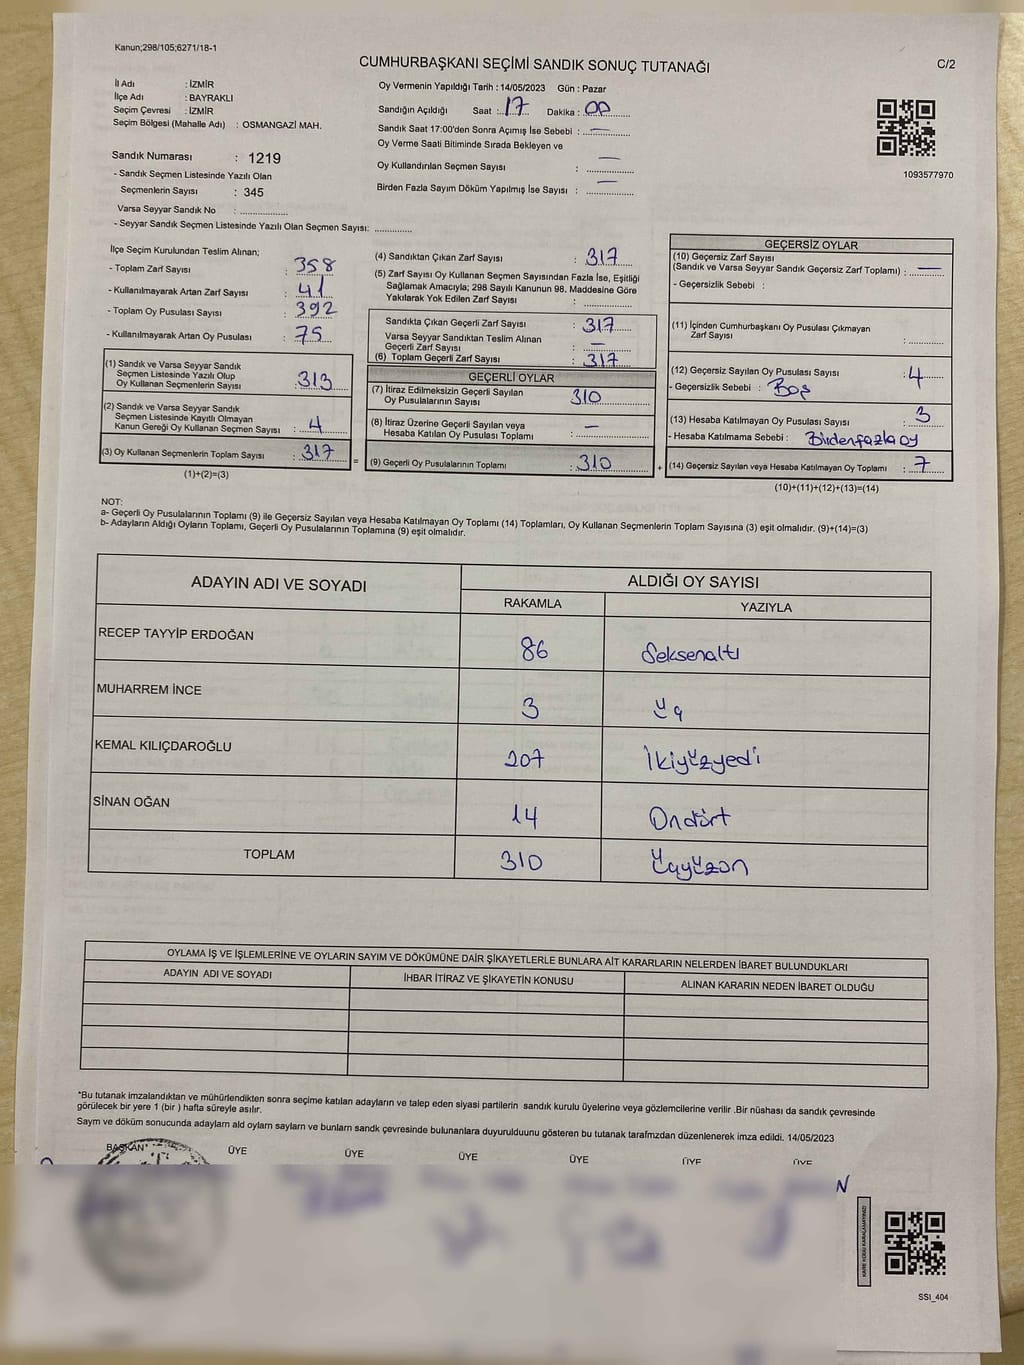 Kanun;298/105;6271/18-1
CUMHURBAŞKANI SEÇİMİ SANDIK SONUÇ TUTANAĞI
C/2
İl Adı : İZMİR
İlçe Adı : BAYRAKLI
Seçim Çevresi : İZMİR
Seçim Bölgesi (Mahalle Adı) : OSMANGAZİ MAH.
Oy Vermenin Yapıldığı Tarih : 14/05/2023 Gün : Pazar
Sandığın Açıldığı Saat : 17 Dakika : 00
Sandık Saat 17:00'den Sonra Açımış İse Sebebi : —
Oy Verme Saati Bitiminde Sırada Bekleyen ve
Oy Kullandırılan Seçmen Sayısı : —
Birden Fazla Sayım Döküm Yapılmış İse Sayısı : —
1093577970
Sandık Numarası : 1219
- Sandık Seçmen Listesinde Yazılı Olan
Seçmenlerin Sayısı : 345
Varsa Seyyar Sandık No : ................
- Seyyar Sandık Seçmen Listesinde Yazılı Olan Seçmen Sayısı: .............
İlçe Seçim Kurulundan Teslim Alınan;
- Toplam Zarf Sayısı : 358
- Kullanılmayarak Artan Zarf Sayısı : 41
- Toplam Oy Pusulası Sayısı : 392
- Kullanılmayarak Artan Oy Pusulası : 75
(1) Sandık ve Varsa Seyyar Sandık
Seçmen Listesinde Yazılı Olup
Oy Kullanan Seçmenlerin Sayısı : 313
(2) Sandık ve Varsa Seyyar Sandık
Seçmen Listesinde Kayıtlı Olmayan
Kanun Gereği Oy Kullanan Seçmen Sayısı : 4
(3) Oy Kullanan Seçmenlerin Toplam Sayısı : 317
(1)+(2)=(3)
=
(4) Sandıktan Çıkan Zarf Sayısı : 317
(5) Zarf Sayısı Oy Kullanan Seçmen Sayısından Fazla İse, Eşitliği
Sağlamak Amacıyla; 298 Sayılı Kanunun 98. Maddesine Göre
Yakılarak Yok Edilen Zarf Sayısı : ................
Sandıkta Çıkan Geçerli Zarf Sayısı : 317
Varsa Seyyar Sandıktan Teslim Alınan
Geçerli Zarf Sayısı : —
(6) Toplam Geçerli Zarf Sayısı : 317
GEÇERLİ OYLAR
(7) İtiraz Edilmeksizin Geçerli Sayılan
Oy Pusulalarının Sayısı 310
(8) İtiraz Üzerine Geçerli Sayılan veya
Hesaba Katılan Oy Pusulası Toplamı : —
(9) Geçerli Oy Pusulalarının Toplamı : 310
+
GEÇERSİZ OYLAR
(10) Geçersiz Zarf Sayısı
(Sandık ve Varsa Seyyar Sandık Geçersiz Zarf Toplamı) : —
- Geçersizlik Sebebi :
(11) İçinden Cumhurbaşkanı Oy Pusulası Çıkmayan
Zarf Sayısı : .............
(12) Geçersiz Sayılan Oy Pusulası Sayısı : 4
- Geçersizlik Sebebi : Boş
(13) Hesaba Katılmayan Oy Pusulası Sayısı : 3
- Hesaba Katılmama Sebebi : Birdenfazla oy
(14) Geçersiz Sayılan veya Hesaba Katılmayan Oy Toplamı : 7
(10)+(11)+(12)+(13)=(14)
NOT:
a- Geçerli Oy Pusulalarının Toplamı (9) ile Geçersiz Sayılan veya Hesaba Katılmayan Oy Toplamı (14) Toplamları, Oy Kullanan Seçmenlerin Toplam Sayısına (3) eşit olmalıdır. (9)+(14)=(3)
b- Adayların Aldığı Oyların Toplamı, Geçerli Oy Pusulalarının Toplamına (9) eşit olmalıdır.
ADAYIN ADI VE SOYADI ALDIĞI OY SAYISI
RAKAMLA YAZIYLA
RECEP TAYYİP ERDOĞAN 86 Seksenaltı
MUHARREM İNCE 3 Üç
KEMAL KILIÇDAROĞLU 207 İkiyüzyedi
SİNAN OĞAN 14 Ondört
TOPLAM 310 Üçyüzon
OYLAMA İŞ VE İŞLEMLERİNE VE OYLARIN SAYIM VE DÖKÜMÜNE DAİR ŞİKAYETLERLE BUNLARA AİT KARARLARIN NELERDEN İBARET BULUNDUKLARI
ADAYIN ADI VE SOYADI İHBAR İTİRAZ VE ŞİKAYETİN KONUSU ALINAN KARARIN NEDEN İBARET OLDUĞU
*Bu tutanak imzalandıktan ve mühürlendikten sonra seçime katılan adayların ve talep eden siyasi partilerin sandık kurulu üyelerine veya gözlemcilerine verilir .Bir nüshası da sandık çevresinde
görülecek bir yere 1 (bir ) hafta süreyle asılır.
Saym ve döküm sonucunda adaylarn ald oylarn saylarn ve bunlarn sandk çevresinde bulunanlara duyurulduunu gösteren bu tutanak tarafmzdan düzenlenerek imza edildi. 14/05/2023
BAŞKAN ÜYE ÜYE ÜYE ÜYE ÜYE ÜYE
N
KARE KODU KARALAMAYINIZ!
SSI_404